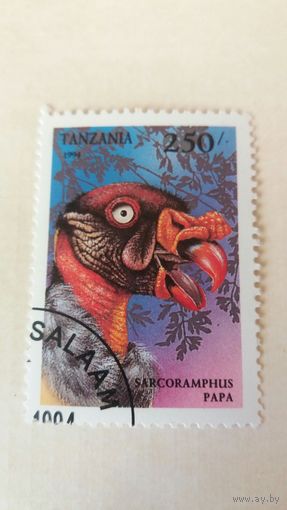 TANZANIA
1994
250/-
SARCORAMPHUS
PAPA
SALAAM
1994
www.ay.by